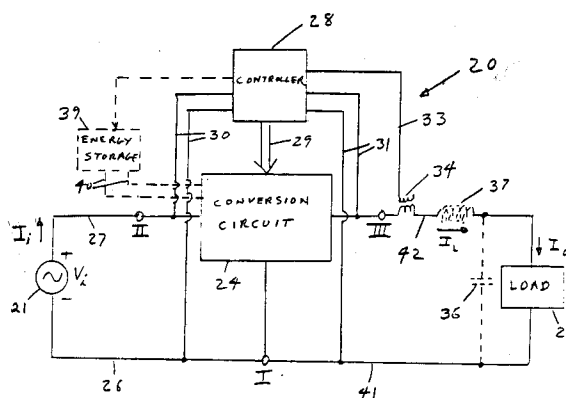 28
CONTROLLER
20
39
ENERGY
STORAGE
40
30
29
31
33
34
37
CONVERSION
CIRCUIT
24
I_i
27
II
III
42
I_L
I_o
V_i
21
36
LOAD
26
I
41